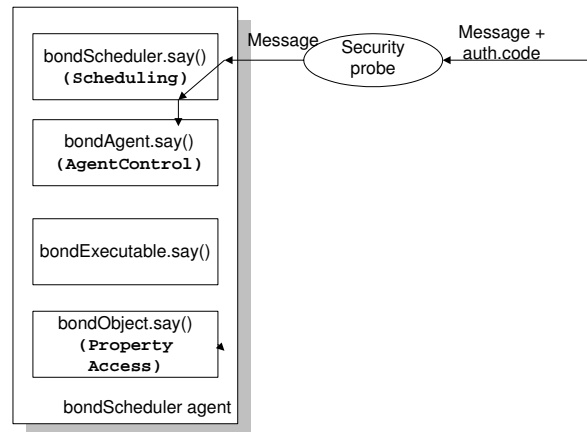 bondScheduler.say()
(Scheduling)
bondAgent.say()
(AgentControl)
bondExecutable.say()
bondObject.say()
(Property
Access)
bondScheduler agent
Message
Security
probe
Message +
auth.code